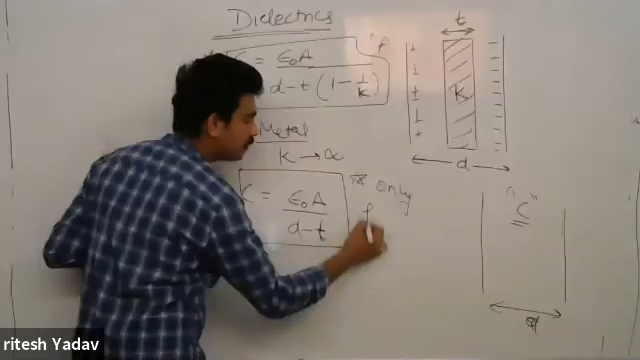 Dielectrics
C = ε₀A
d-t(1-1/K)
Metal
K → ∝
= ε₀A
d-t
* only
f
t
K
d
"C"
d
ritesh Yadav